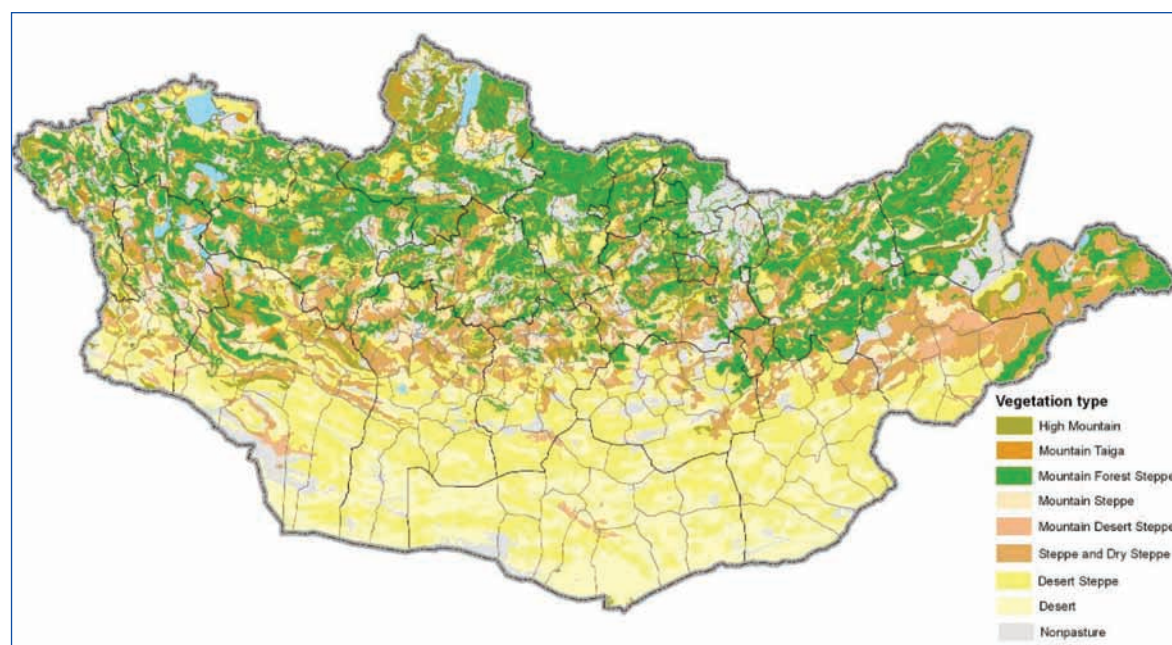 Vegetation type
High Mountain
Mountain Taiga
Mountain Forest Steppe
Mountain Steppe
Mountain Desert Steppe
Steppe and Dry Steppe
Desert Steppe
Desert
Nonpasture